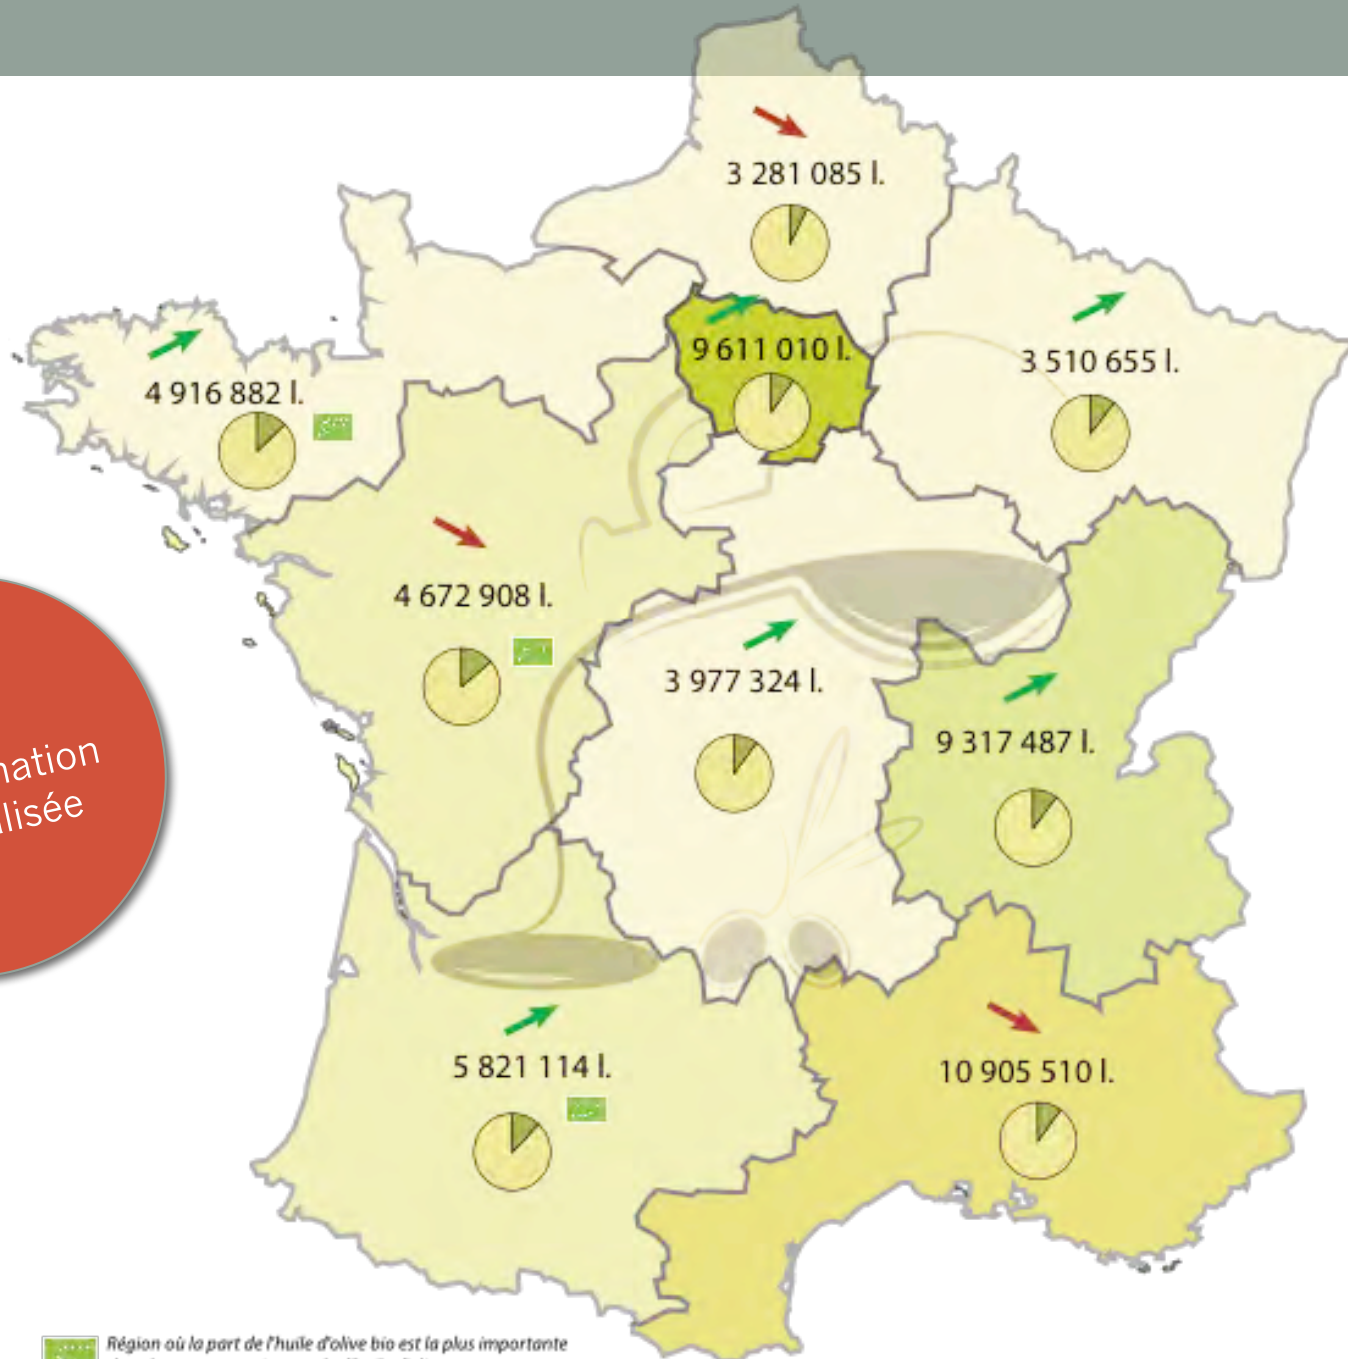 3 281 085 l.
9 611 010 l.
3 510 655 l.
4 916 882 l.
4 672 908 l.
3 977 324 l.
9 317 487 l.
5 821 114 l.
10 905 510 l.
Région où la part de l'huile d'olive bio est la plus importante